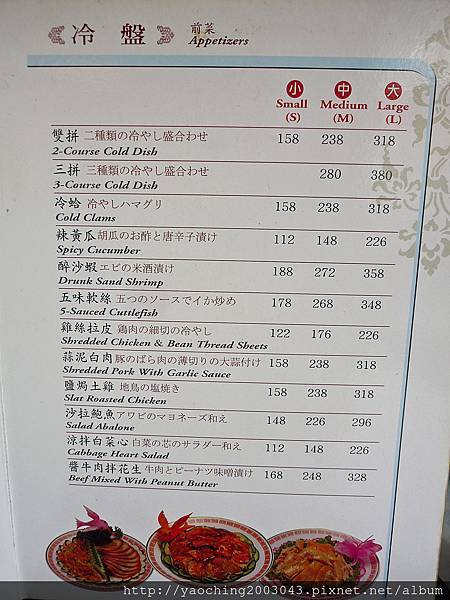 冷盤 前菜
Appetizers
小 中 大
Small Medium Large
(S) (M) (L)
雙拼 二種類の冷やし盛合わせ 158 238 318
2-Course Cold Dish
三拼 三種類の冷やし盛合わせ 280 380
3-Course Cold Dish
冷蛤 冷やしハマグリ 158 238 318
Cold Clams
辣黃瓜 胡瓜のお酢と唐辛子漬け 112 148 226
Spicy Cucumber
醉沙蝦 エビの米酒漬け 188 272 358
Drunk Sand Shrimp
五味軟絲 五つのソースでイカ炒め 178 268 348
5-Sauced Cuttlefish
雞絲拉皮 鶏肉の細切の冷やし 122 176 226
Shredded Chicken & Bean Thread Sheets
蒜泥白肉 豚のばら肉の薄切りの大蒜付け 158 238 318
Shredded Pork With Garlic Sauce
鹽焗土雞 地鳥の塩焼き 158 238 318
Slat Roasted Chicken
沙拉鮑魚 アワビのマヨネーズ和え 148 226 296
Salad Abalone
涼拌白菜心 白菜の芯のサラダー和え 112 148 226
Cabbage Heart Salad
醬牛肉拌花生 牛肉とピーナツ味噌漬け 168 248 328
Beef Mixed With Peanut Butter
http://yaoching2003043.pixnet.net/album